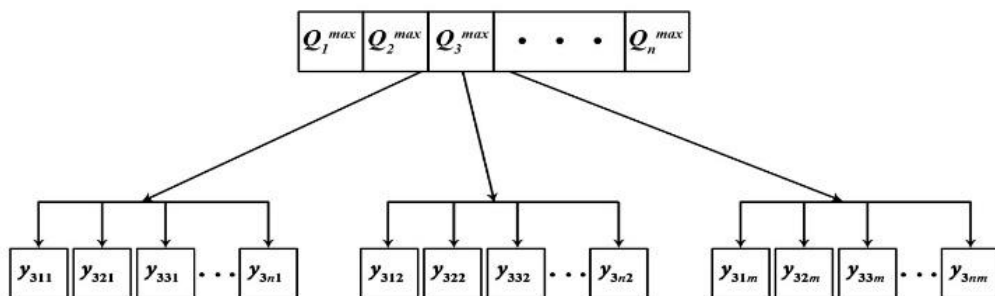 Q₁ᵐᵃˣ Q₂ᵐᵃˣ Q₃ᵐᵃˣ • • • Qₙᵐᵃˣ
y₃₁₁ y₃₂₁ y₃₃₁ ••• y₃ₙ₁ y₃₁₂ y₃₂₂ y₃₃₂ ••• y₃ₙ₂ y₃₁ₘ y₃₂ₘ y₃₃ₘ ••• y₃ₙₘ